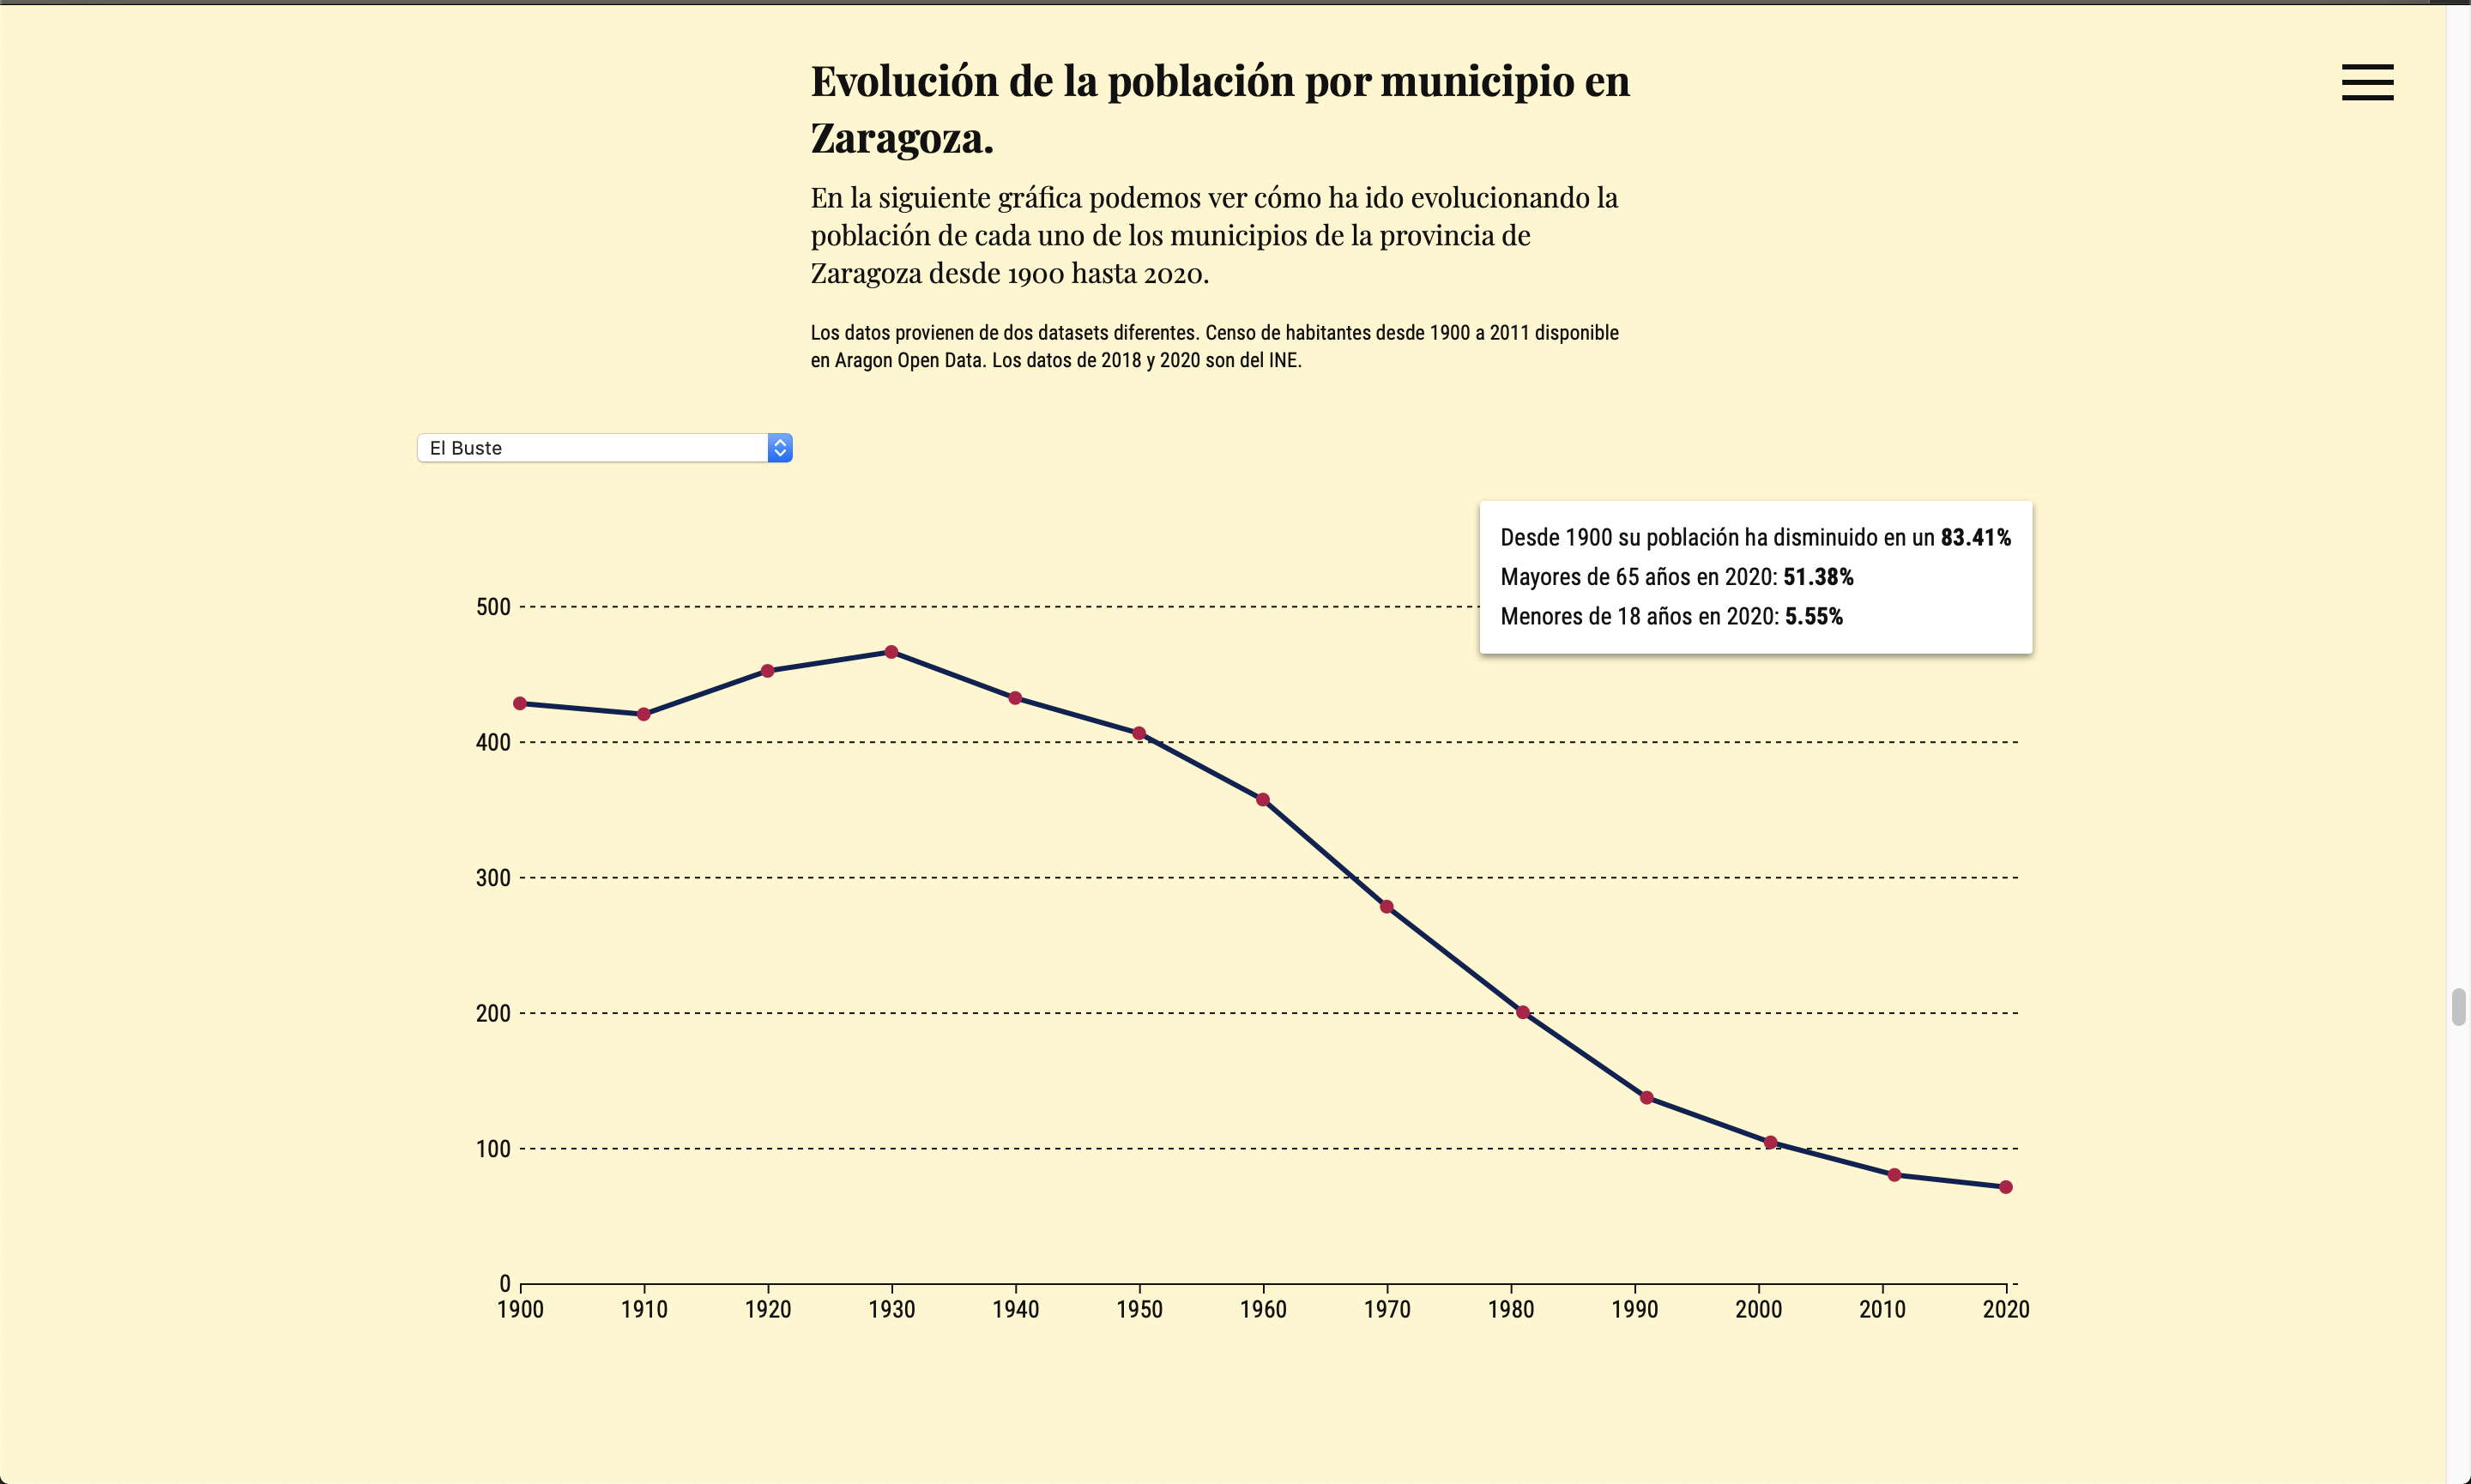 Evolución de la población por municipio en
Zaragoza.
En la siguiente gráfica podemos ver cómo ha ido evolucionando la
población de cada uno de los municipios de la provincia de
Zaragoza desde 1900 hasta 2020.
Los datos provienen de dos datasets diferentes. Censo de habitantes desde 1900 a 2011 disponible
en Aragon Open Data. Los datos de 2018 y 2020 son del INE.
El Buste
Desde 1900 su población ha disminuido en un 83.41%
Mayores de 65 años en 2020: 51.38%
Menores de 18 años en 2020: 5.55%
500
400
300
200
100
0
1900 1910 1920 1930 1940 1950 1960 1970 1980 1990 2000 2010 2020